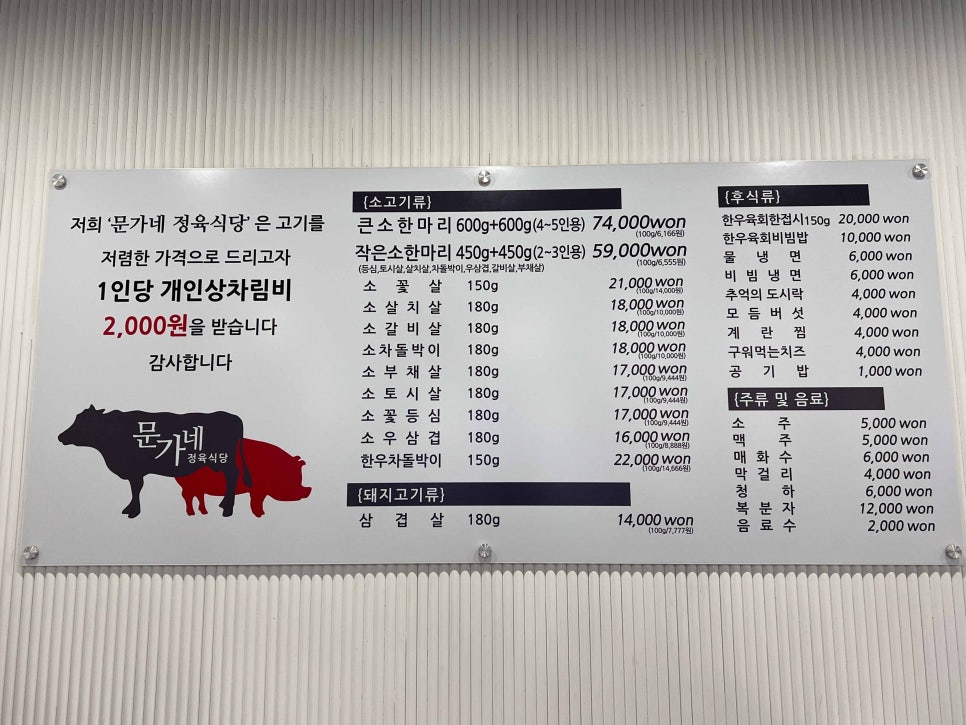 저희 '문가네 정육식당' 은 고기를
저렴한 가격으로 드리고자
1인당 개인상차림비
2,000원을 받습니다
감사합니다
문가네
정육식당
{소고기류}
큰소한마리 600g+600g(4~5인용) 74,000won
(100g/6,166원)
작은소한마리 450g+450g(2~3인용) 59,000won
(100g/6,555원)
(등심,토시살,살치살,차돌박이,우삼겹,갈비살,부채살)
소 꽃 살 150g 21,000 won
(100g/14,000원)
소 살 치 살 180g 18,000 won
(100g/10,000원)
소 갈 비 살 180g 18,000 won
(100g/10,000원)
소 차돌박이 180g 18,000 won
(100g/10,000원)
소 부 채 살 180g 17,000 won
(100g/9,444원)
소 토 시 살 180g 17,000 won
(100g/9,444원)
소 꽃 등 심 180g 17,000 won
(100g/9,444원)
소 우 삼 겹 180g 16,000 won
(100g/8,888원)
한우차돌박이 150g 22,000 won
(100g/14,666원)
{돼지고기류}
삼 겹 살 180g 14,000 won
(100g/7,777원)
{후식류}
한우육회한접시150g 20,000 won
한우육회비빔밥 10,000 won
물 냉 면 6,000 won
비 빔 냉 면 6,000 won
추억의 도시락 4,000 won
모 듬 버 섯 4,000 won
계 란 찜 4,000 won
구워먹는치즈 4,000 won
공 기 밥 1,000 won
{주류 및 음료}
소 주 5,000 won
맥 주 5,000 won
매 화 수 6,000 won
막 걸 리 4,000 won
청 하 6,000 won
복 분 자 12,000 won
음 료 수 2,000 won